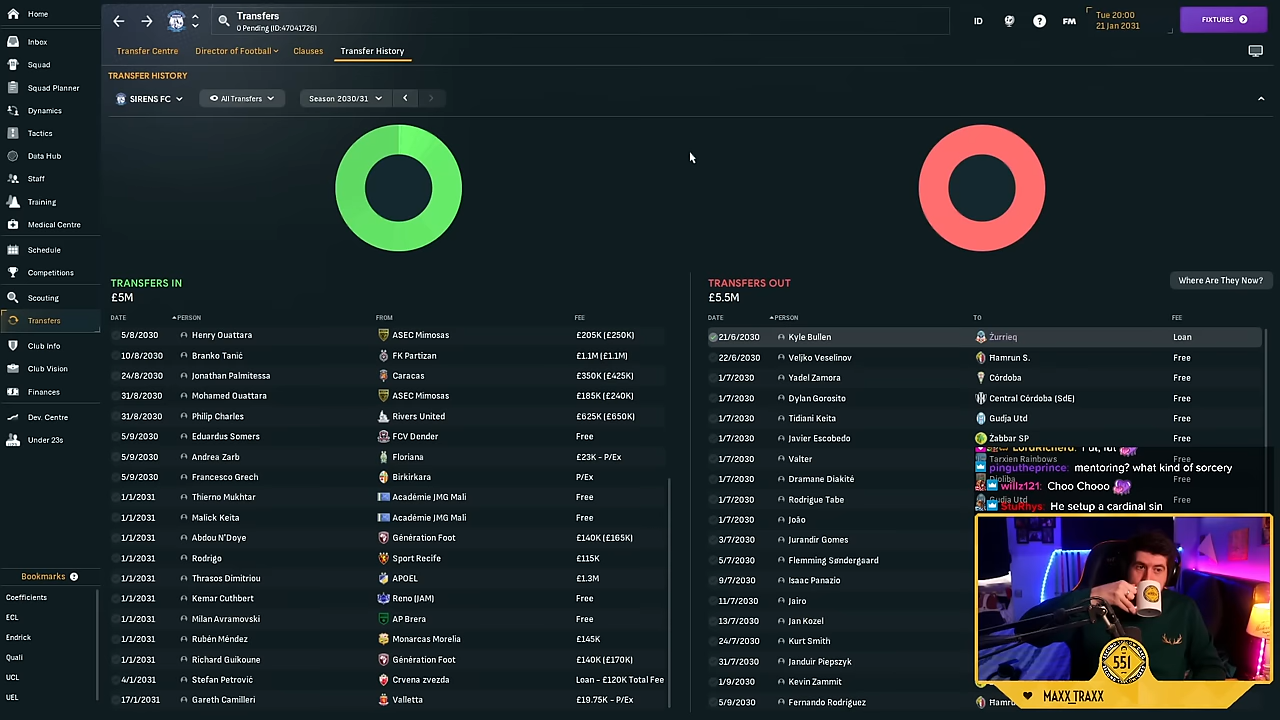 Home
Inbox
Squad
Squad Planner
Dynamics
Tactics
Data Hub
Staff
Training
Medical Centre
Schedule
Competitions
Scouting
Transfers
Club Info
Club Vision
Finances
Dev. Centre
Under 23s
Bookmarks
Coefficients
ECL
Endrick
Quali
UCL
UEL
Transfers
0 Pending (ID:47041726)
ID
?
FM
Tue 20:00
21 Jan 2031
FIXTURES
Transfer Centre Director of Football Clauses Transfer History
TRANSFER HISTORY
SIRENS FC All Transfers Season 2030/31
TRANSFERS IN
£5M
DATE PERSON FROM FEE
5/8/2030 Henry Ouattara ASEC Mimosas £205K (£250K)
10/8/2030 Branko Tanić FK Partizan £1.1M (£1.1M)
24/8/2030 Jonathan Palmitessa Caracas £350K (£425K)
31/8/2030 Mohamed Ouattara ASEC Mimosas £185K (£240K)
31/8/2030 Philip Charles Rivers United £625K (£650K)
5/9/2030 Eduardus Somers FCV Dender Free
5/9/2030 Andrea Zarb Floriana £23K - P/Ex
5/9/2030 Francesco Grech Birkirkara P/Ex
1/1/2031 Thierno Mukhtar Académie JMG Mali Free
1/1/2031 Malick Keita Académie JMG Mali Free
1/1/2031 Abdou N'Doye Génération Foot £140K (£165K)
1/1/2031 Rodrigo Sport Recife £115K
1/1/2031 Thrasos Dimitriou APOEL £1.3M
1/1/2031 Kemar Cuthbert Reno (JAM) Free
1/1/2031 Milan Avramovski AP Brera Free
1/1/2031 Rubén Méndez Monarcas Morelia £145K
1/1/2031 Richard Guikoune Génération Foot £140K (£170K)
4/1/2031 Stefan Petrović Crvena zvezda Loan - £120K Total Fee
17/1/2031 Gareth Camilleri Valletta £19.75K - P/Ex
TRANSFERS OUT
£5.5M
Where Are They Now?
DATE PERSON TO FEE
21/6/2030 Kyle Bullen Żurrieq Loan
22/6/2030 Veljko Veselinov Hamrun S. Free
1/7/2030 Yadel Zamora Córdoba Free
1/7/2030 Dylan Gorosito Central Córdoba (SdE) Free
1/7/2030 Tidiani Keita Gudja Utd Free
1/7/2030 Javier Escobedo Żabbar SP Free
1/7/2030 Valter Tarxien Rainbows Free
1/7/2030 Dramane Diakité Djoliba Free
1/7/2030 Rodrigue Tabe Gudja Utd Free
1/7/2030 João
3/7/2030 Jurandir Gomes
5/7/2030 Flemming Søndergaard
9/7/2030 Isaac Panazio
11/7/2030 Jairo
13/7/2030 Jan Kozel
24/7/2030 Kurt Smith
31/7/2030 Janduir Piepszyk
1/9/2030 Kevin Zammit
5/9/2030 Fernando Rodríguez
pingutheprince: mentoring? what kind of sorcery
willz121: Choo Chooo
StuRhys: He setup a cardinal sin
551
MAXX_TRAXX